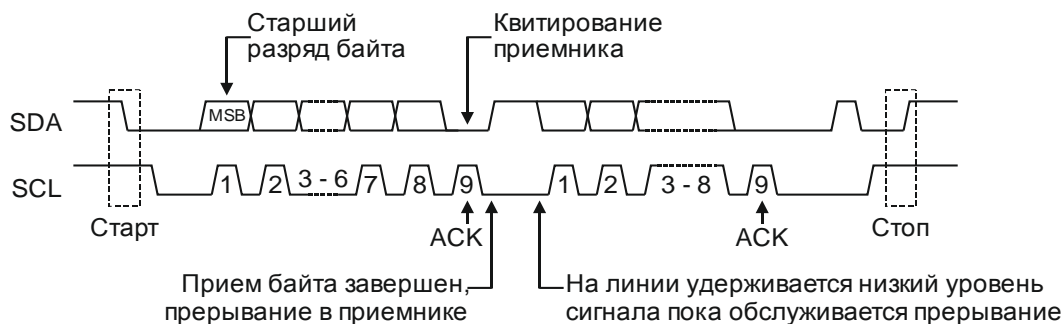 Старший
разряд байта
Квитирование
приемника
SDA
MSB
SCL
1 2 3 - 6 7 8 9 1 2 3 - 8 9
Старт
ACK
ACK
Стоп
Прием байта завершен,
прерывание в приемнике
На линии удерживается низкий уровень
сигнала пока обслуживается прерывание